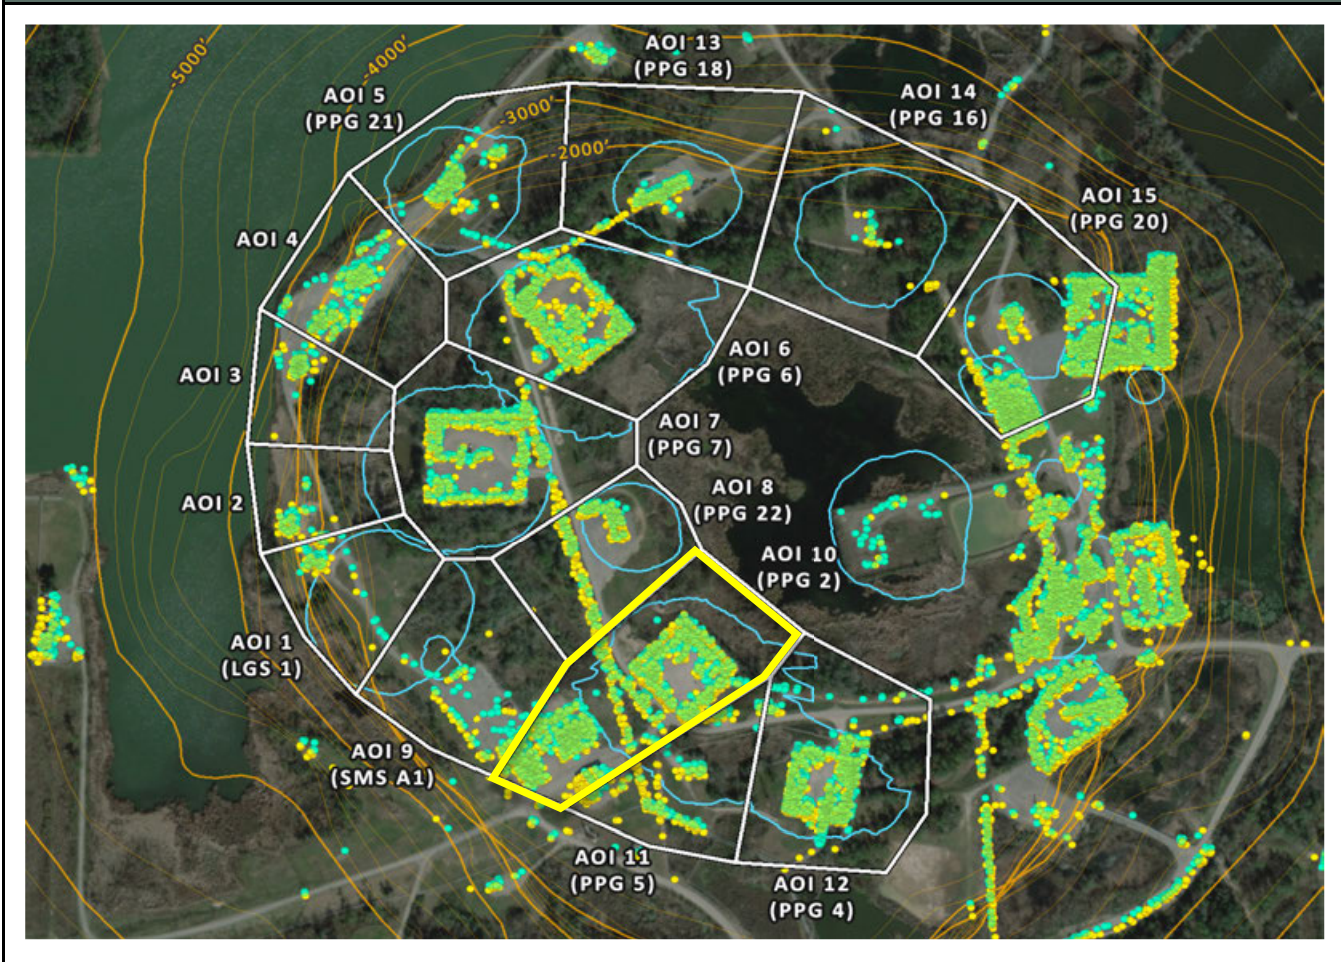 -5000'
-4000'
AOI 13
(PPG 18)
AOI 5
(PPG 21)
-3000'
-2000'
AOI 14
(PPG 16)
AOI 15
(PPG 20)
AOI 4
AOI 3
AOI 6
(PPG 6)
AOI 7
(PPG 7)
AOI 2
AOI 8
(PPG 22)
AOI 10
(PPG 2)
AOI 1
(LGS 1)
AOI 9
(SMS A1)
AOI 11
(PPG 5)
AOI 12
(PPG 4)